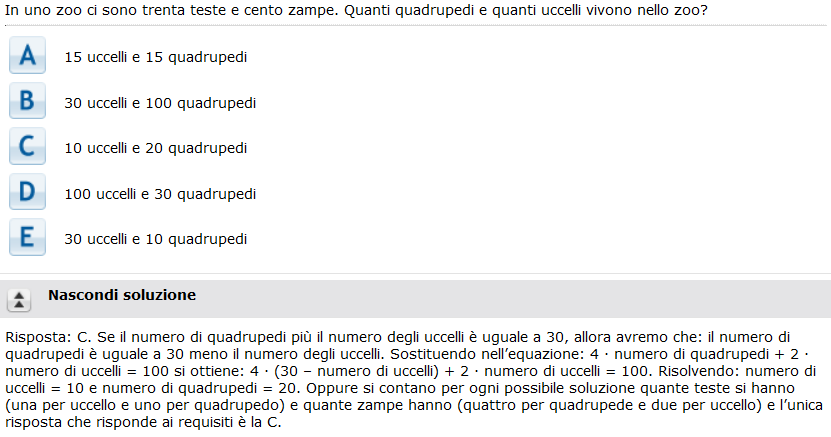 In uno zoo ci sono trenta teste e cento zampe. Quanti quadrupedi e quanti uccelli vivono nello zoo?
A 15 uccelli e 15 quadrupedi
B 30 uccelli e 100 quadrupedi
C 10 uccelli e 20 quadrupedi
D 100 uccelli e 30 quadrupedi
E 30 uccelli e 10 quadrupedi
Nascondi soluzione
Risposta: C. Se il numero di quadrupedi più il numero degli uccelli è uguale a 30, allora avremo che: il numero di
quadrupedi è uguale a 30 meno il numero degli uccelli. Sostituendo nell’equazione: 4 · numero di quadrupedi + 2 ·
numero di uccelli = 100 si ottiene: 4 · (30 – numero di uccelli) + 2 · numero di uccelli = 100. Risolvendo: numero di
uccelli = 10 e numero di quadrupedi = 20. Oppure si contano per ogni possibile soluzione quante teste si hanno
(una per uccello e uno per quadrupedo) e quante zampe hanno (quattro per quadrupede e due per uccello) e l’unica
risposta che risponde ai requisiti è la C.